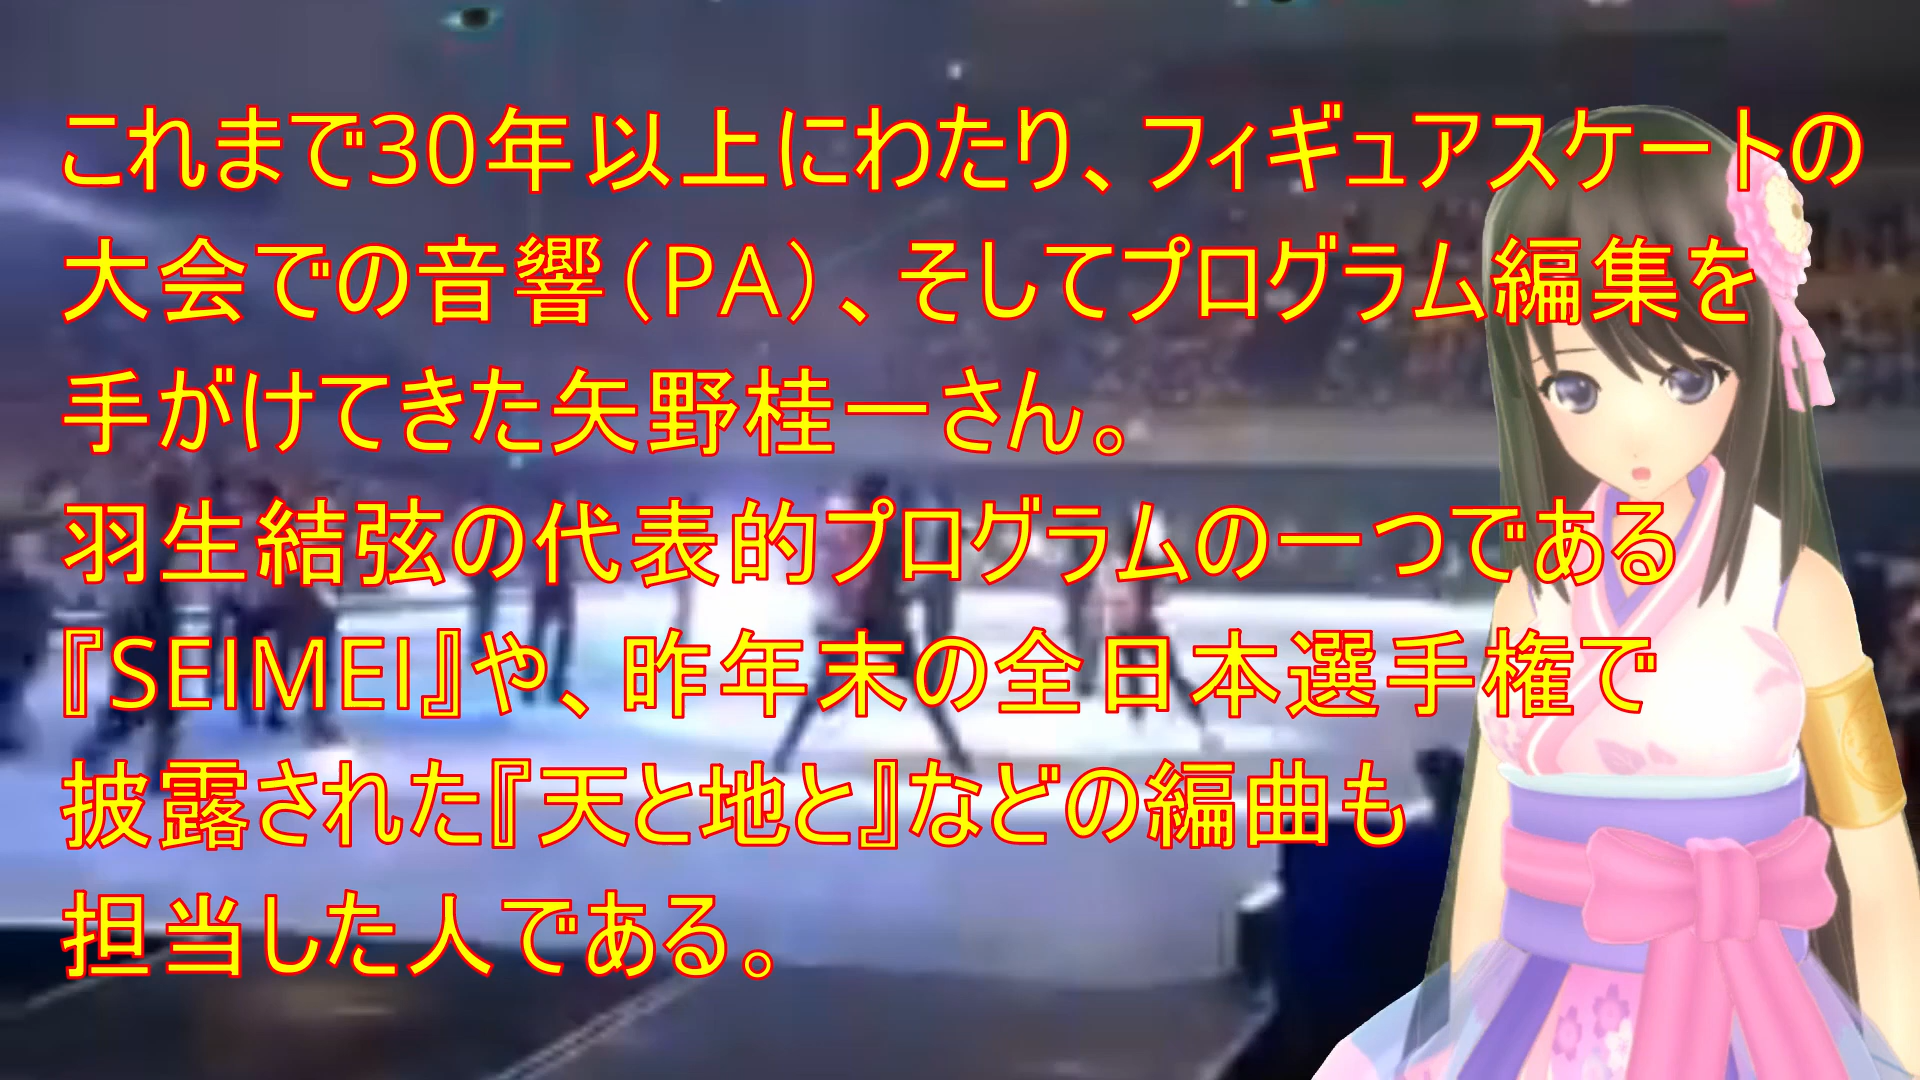 これまで30年以上にわたり、フィギュアスケートの
大会での音響（PA）、そしてプログラム編集を
手がけてきた矢野桂一さん。
羽生結弦の代表的プログラムの一つである
『SEIMEI』や、昨年末の全日本選手権で
披露された『天と地と』などの編曲も
担当した人である。